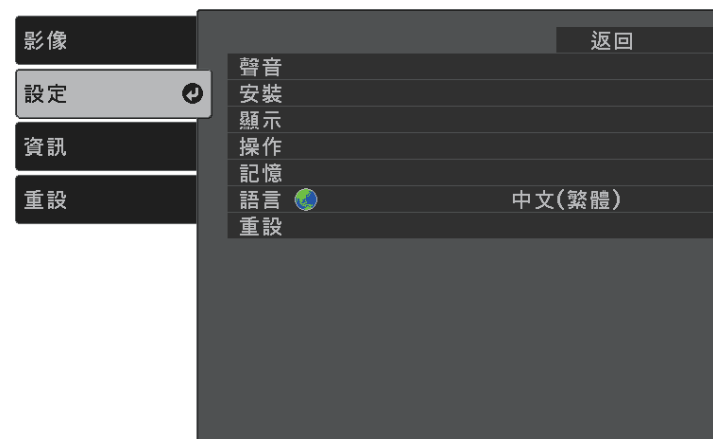 影像
設定
資訊
重設
返回
聲音
安裝
顯示
操作
記憶
語言 中文(繁體)
重設